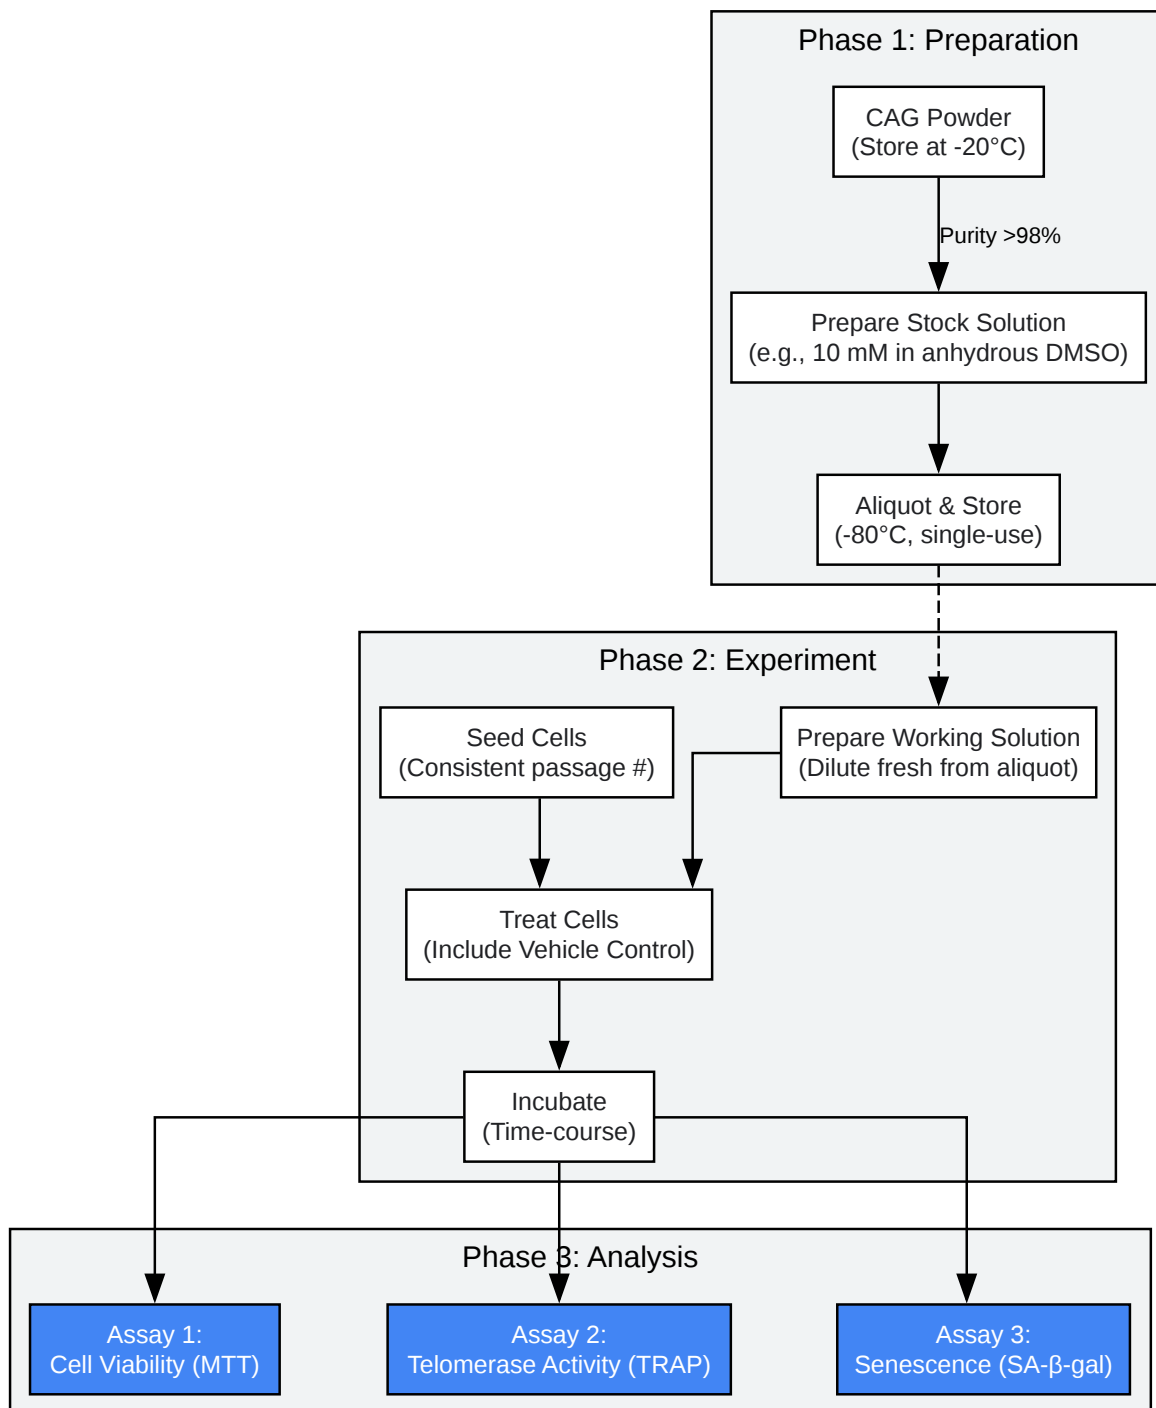 Phase 1: Preparation
CAG Powder
(Store at -20°C)
Purity >98%
Prepare Stock Solution
(e.g., 10 mM in anhydrous DMSO)
Aliquot & Store
(-80°C, single-use)
Phase 2: Experiment
Seed Cells
(Consistent passage #)
Prepare Working Solution
(Dilute fresh from aliquot)
Treat Cells
(Include Vehicle Control)
Incubate
(Time-course)
Phase 3: Analysis
Assay 1:
Cell Viability (MTT)
Assay 2:
Telomerase Activity (TRAP)
Assay 3:
Senescence (SA-β-gal)